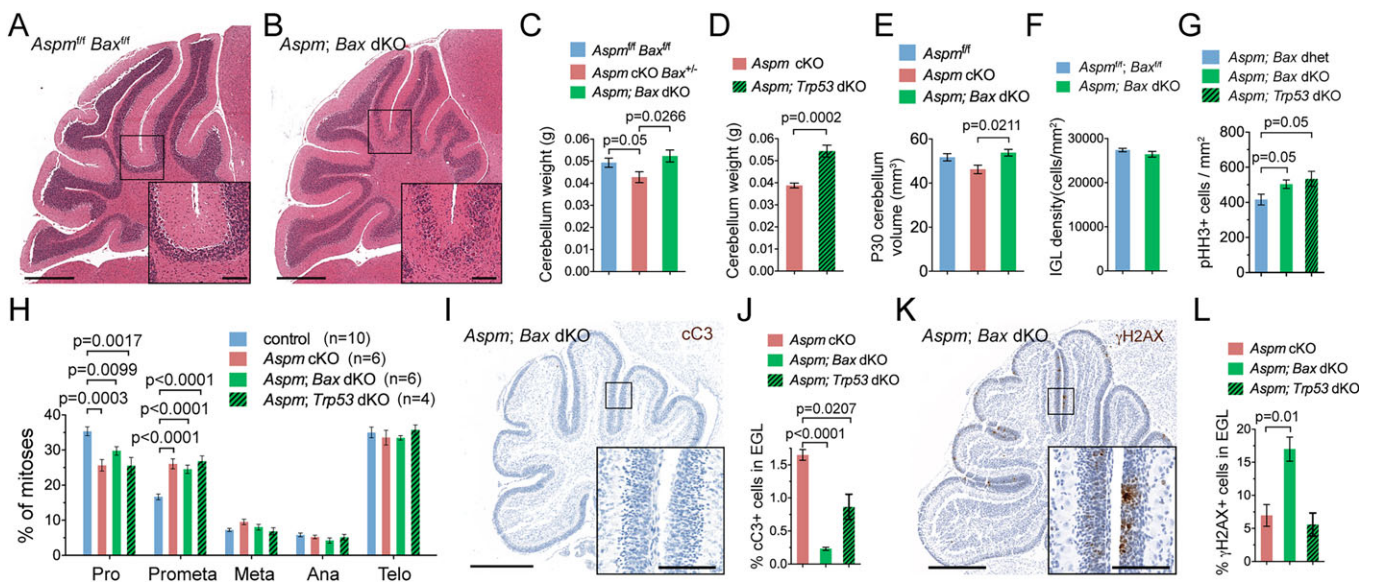 A
Aspm^f/f Bax^f/f
B
Aspm; Bax dKO
C
Aspm^f/f Bax^f/f
Aspm cKO Bax^+/-
Aspm; Bax dKO
p=0.0266
p=0.05
Cerebellum weight (g)
0.06
0.05
0.04
0.03
0.02
0.01
0.00
D
Aspm cKO
Aspm; Trp53 dKO
p=0.0002
Cerebellum weight (g)
0.06
0.05
0.04
0.03
0.02
0.01
0.00
E
Aspm^f/f
Aspm cKO
Aspm; Bax dKO
p=0.0211
P30 cerebellum
volume (mm³)
60
40
20
0
F
Aspm^f/f; Bax^f/f
Aspm; Bax dKO
IGL density(cells/mm²)
30000
20000
10000
0
G
Aspm; Bax dhet
Aspm; Bax dKO
Aspm; Trp53 dKO
p=0.05
p=0.05
pHH3+ cells / mm²
800
600
400
200
0
H
control (n=10)
Aspm cKO (n=6)
Aspm; Bax dKO (n=6)
Aspm; Trp53 dKO (n=4)
p=0.0017
p=0.0099
p=0.0003
p<0.0001
p<0.0001
p<0.0001
% of mitoses
40
30
20
10
0
Pro Prometa Meta Ana Telo
I
Aspm; Bax dKO
cC3
J
Aspm cKO
Aspm; Bax dKO
Aspm; Trp53 dKO
p=0.0207
p<0.0001
% cC3+ cells in EGL
2.0
1.5
1.0
0.5
0.0
K
Aspm; Bax dKO
γH2AX
L
Aspm cKO
Aspm; Bax dKO
Aspm; Trp53 dKO
p=0.01
% γH2AX+ cells in EGL
20
15
10
5
0